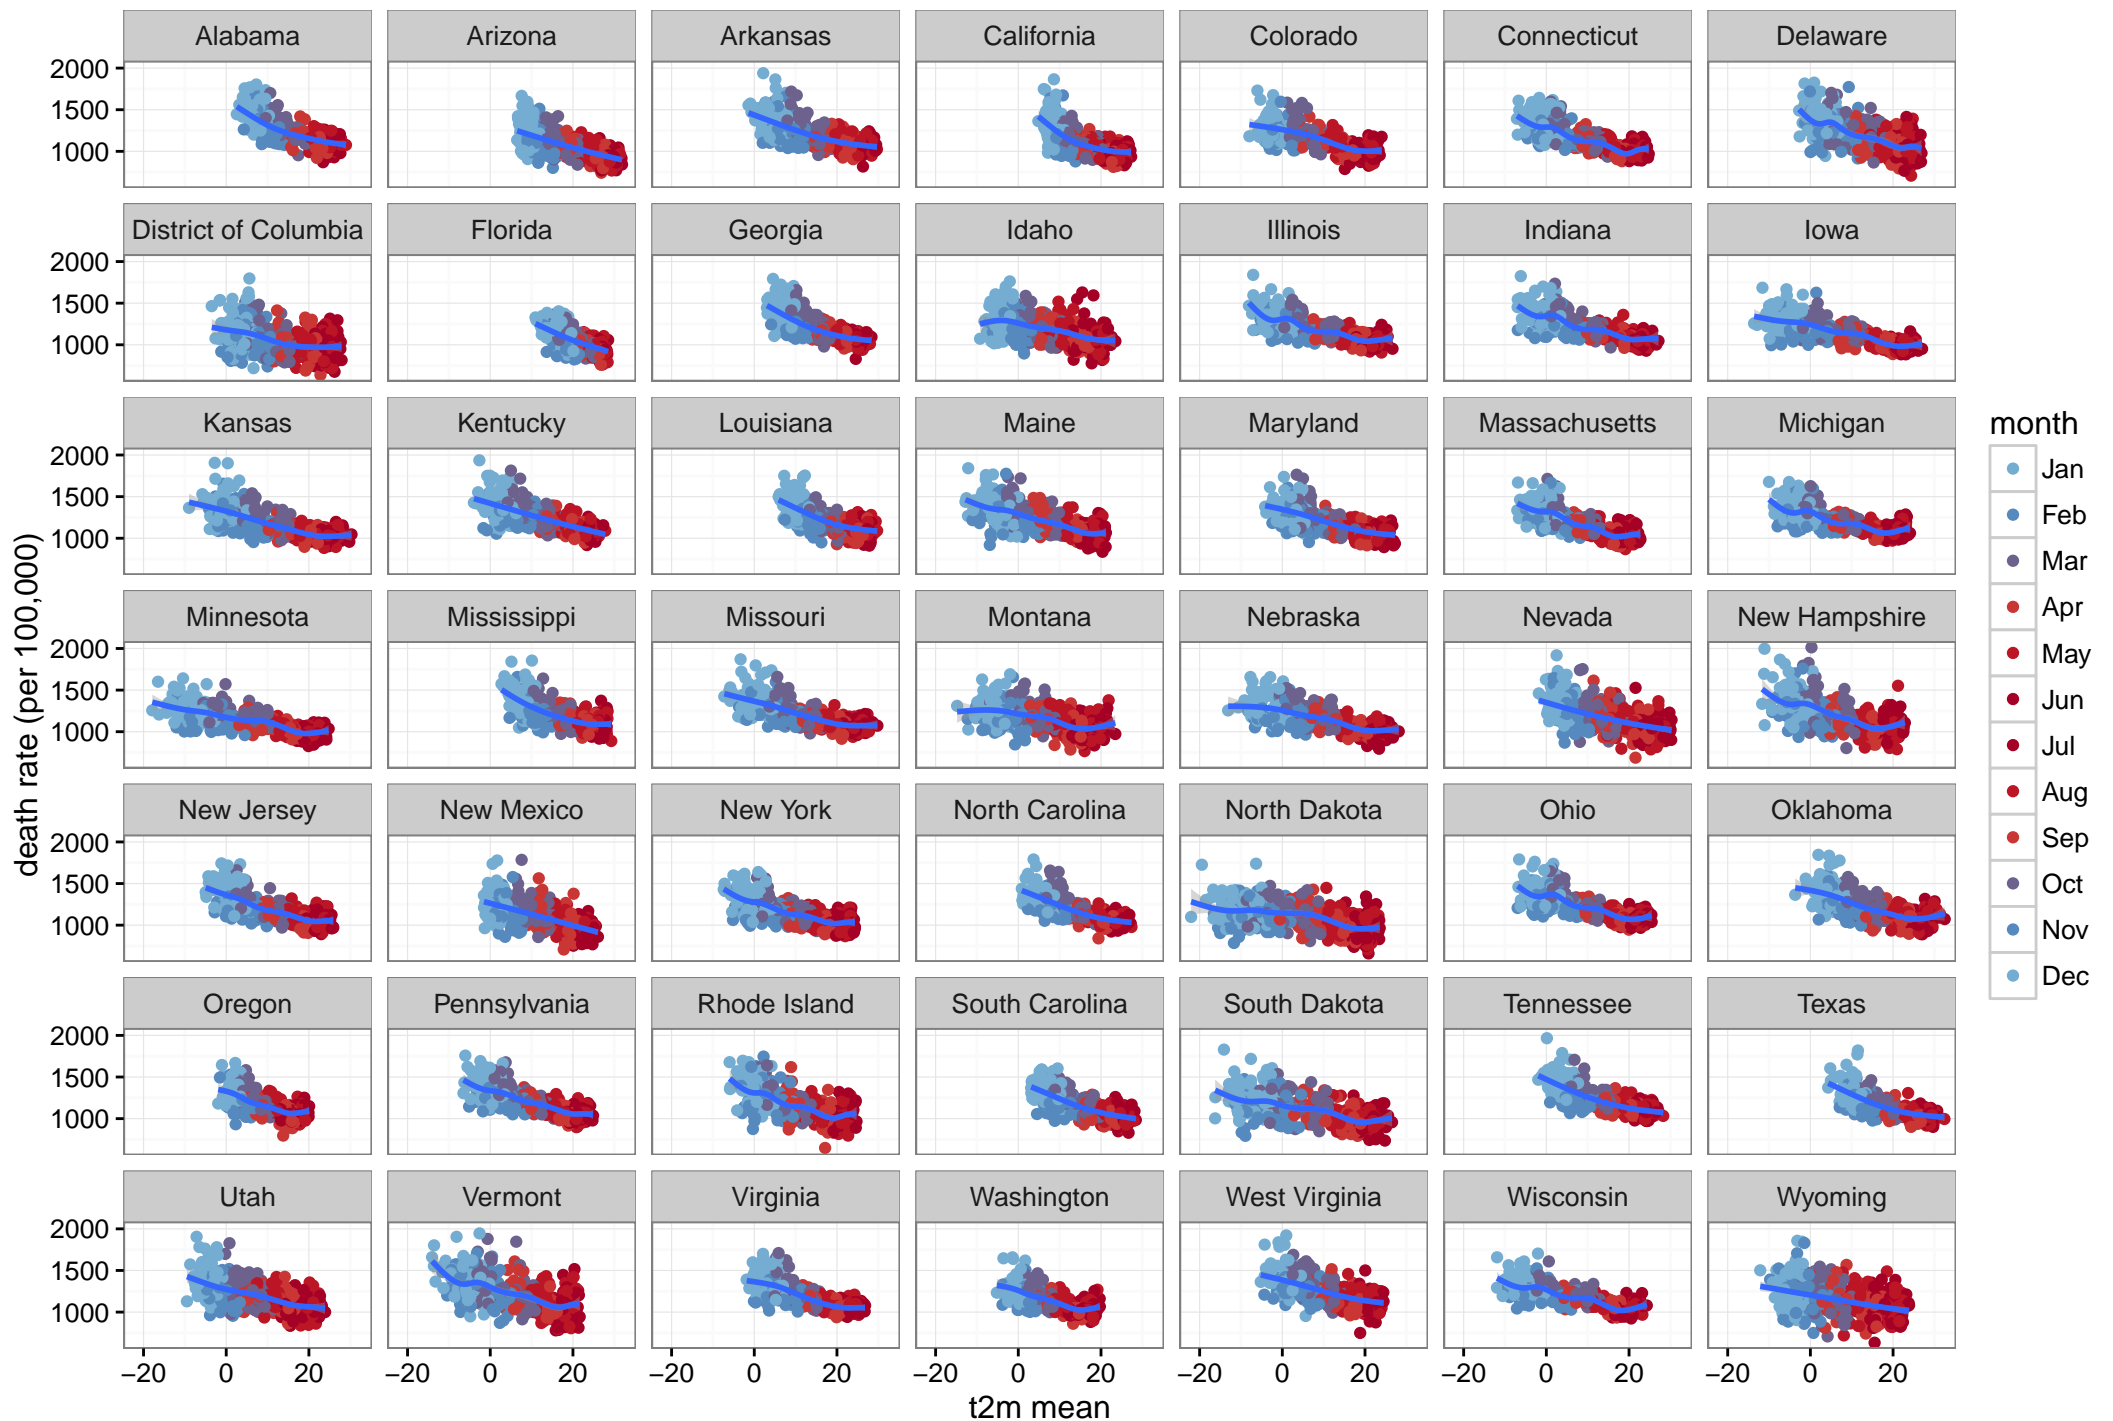 Alabama Arizona Arkansas California Colorado Connecticut Delaware
2000
1500
1000
District of Columbia Florida Georgia Idaho Illinois Indiana Iowa
2000
1500
1000
Kansas Kentucky Louisiana Maine Maryland Massachusetts Michigan
2000
1500
1000
Minnesota Mississippi Missouri Montana Nebraska Nevada New Hampshire
2000
1500
1000
New Jersey New Mexico New York North Carolina North Dakota Ohio Oklahoma
2000
1500
1000
Oregon Pennsylvania Rhode Island South Carolina South Dakota Tennessee Texas
2000
1500
1000
Utah Vermont Virginia Washington West Virginia Wisconsin Wyoming
2000
1500
1000
−20 0 20 −20 0 20 −20 0 20 −20 0 20 −20 0 20 −20 0 20 −20 0 20
t2m mean
death rate (per 100,000)
month
Jan
Feb
Mar
Apr
May
Jun
Jul
Aug
Sep
Oct
Nov
Dec